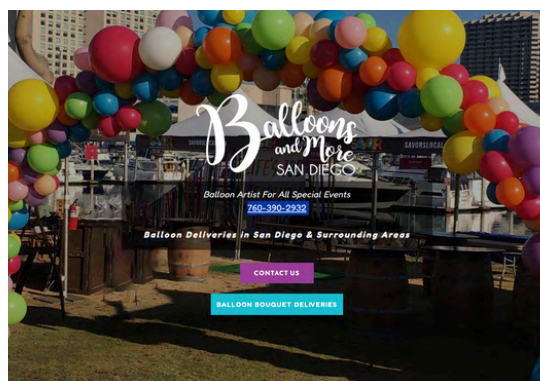 SAVORSLOCAL
Balloons
and More
SAN DIEGO
Balloon Artist For All Special Events
760-390-2932
Balloon Deliveries in San Diego & Surrounding Areas
CONTACT US
BALLOON BOUQUET DELIVERIES